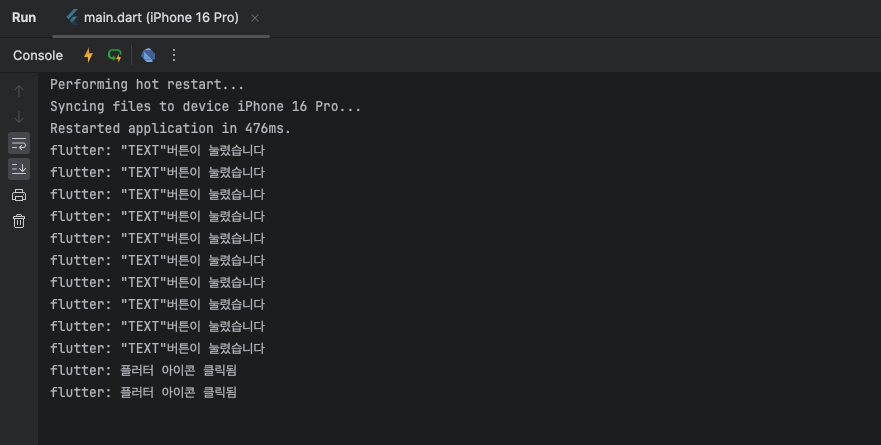 Run main.dart (iPhone 16 Pro)
Console
Performing hot restart...
Syncing files to device iPhone 16 Pro...
Restarted application in 476ms.
flutter: "TEXT"버튼이 눌렸습니다
flutter: "TEXT"버튼이 눌렸습니다
flutter: "TEXT"버튼이 눌렸습니다
flutter: "TEXT"버튼이 눌렸습니다
flutter: "TEXT"버튼이 눌렸습니다
flutter: "TEXT"버튼이 눌렸습니다
flutter: "TEXT"버튼이 눌렸습니다
flutter: "TEXT"버튼이 눌렸습니다
flutter: "TEXT"버튼이 눌렸습니다
flutter: "TEXT"버튼이 눌렸습니다
flutter: 플러터 아이콘 클릭됨
flutter: 플러터 아이콘 클릭됨